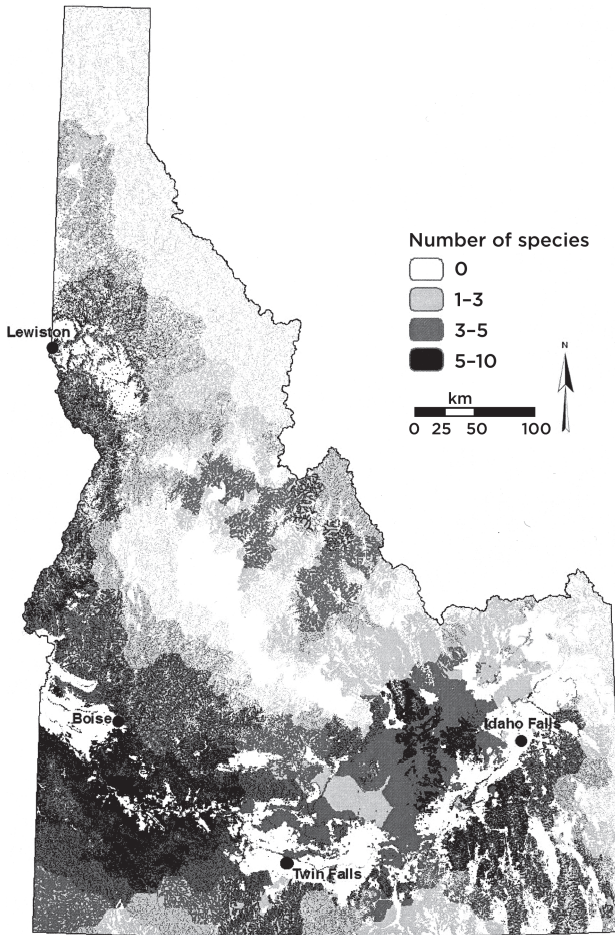 Number of species
0
1–3
3–5
5–10
N
km
0 25 50 100
Lewiston
Boise
Idaho Falls
Twin Falls